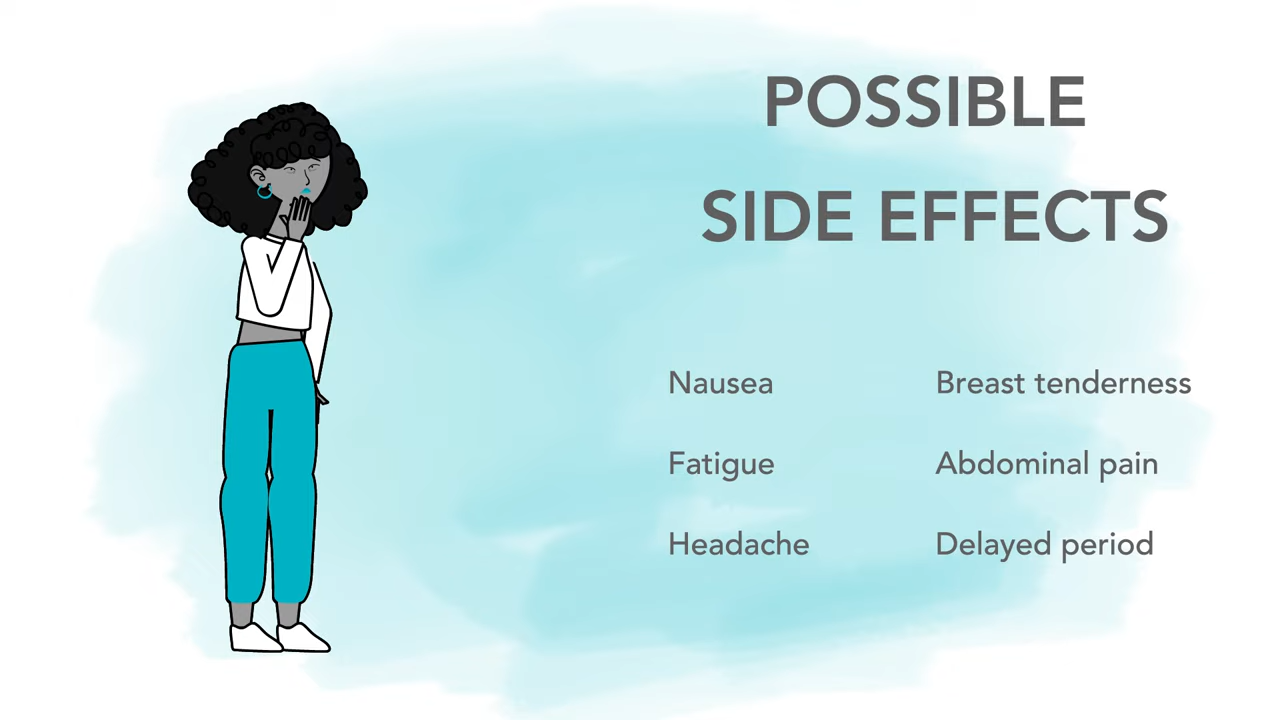 POSSIBLE
SIDE EFFECTS
Nausea
Breast tenderness
Fatigue
Abdominal pain
Headache
Delayed period